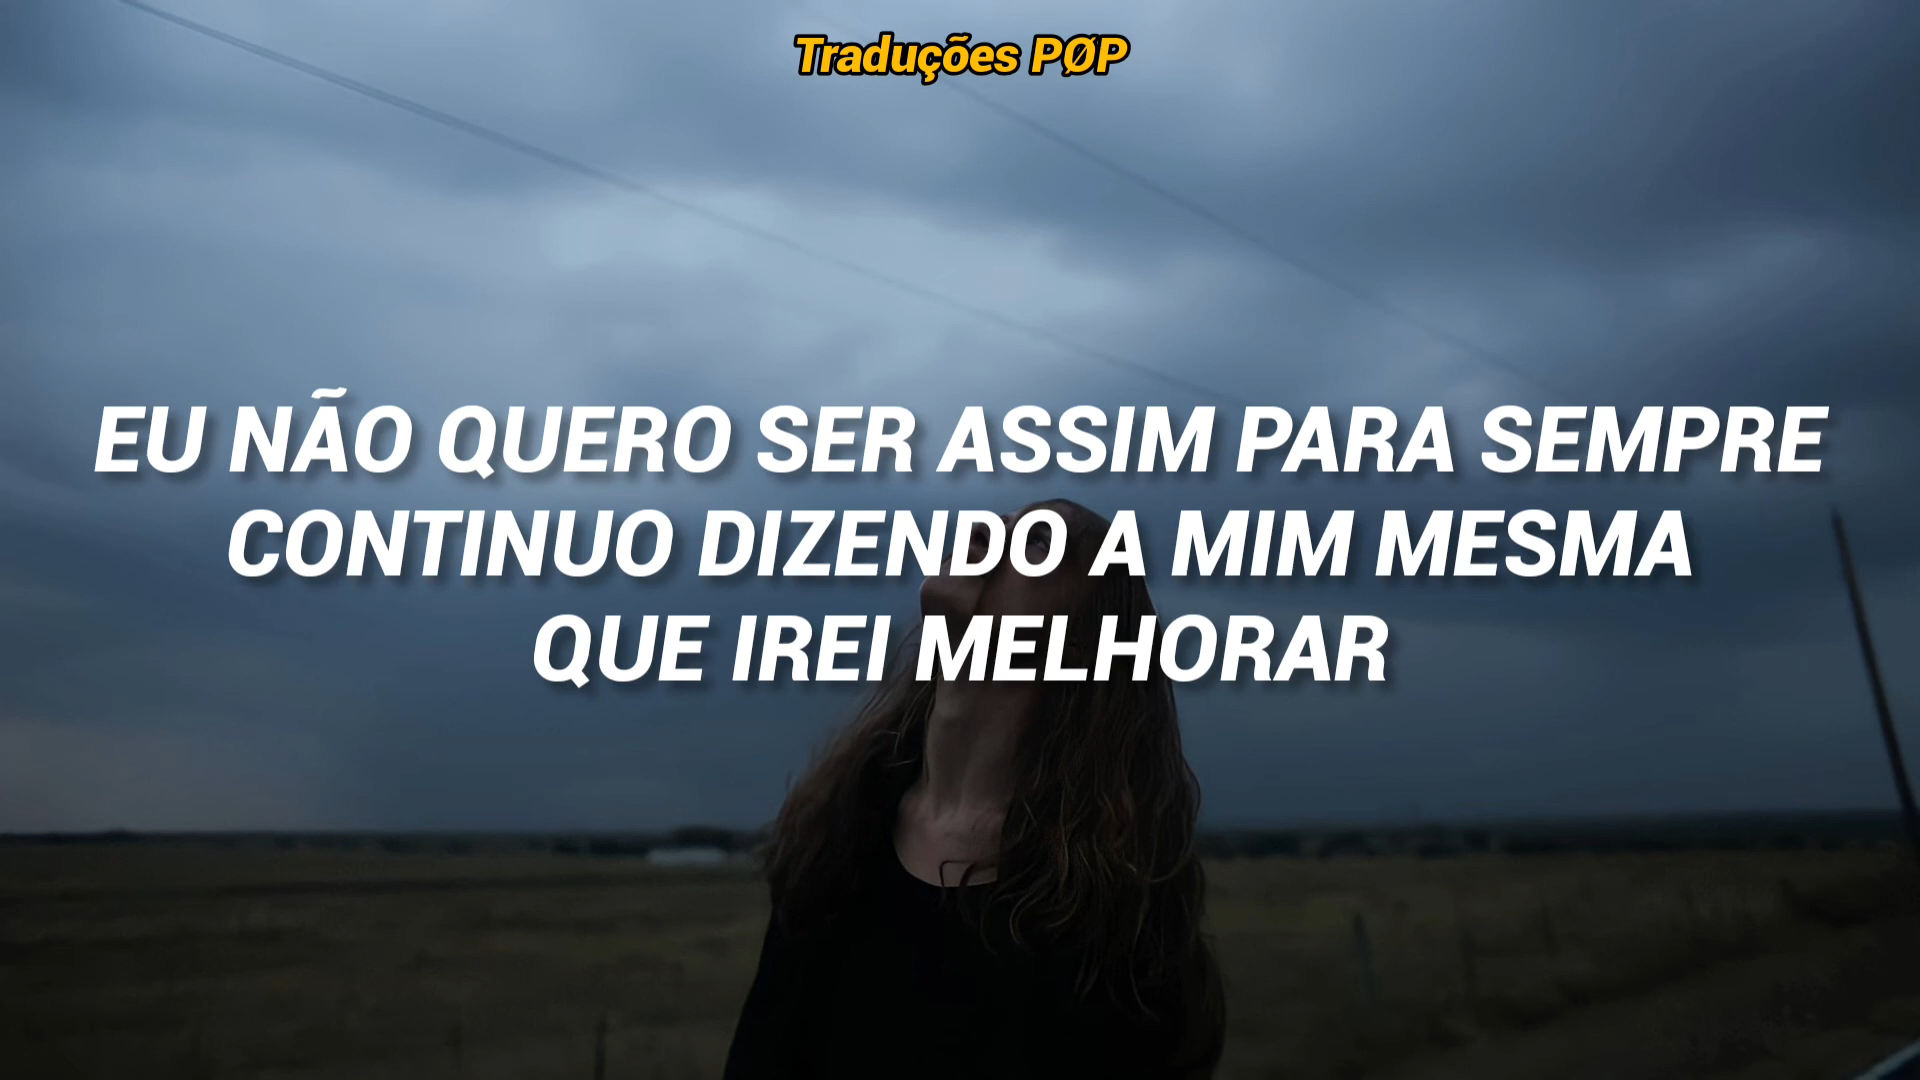 Traduções PØP
EU NÃO QUERO SER ASSIM PARA SEMPRE
CONTINUO DIZENDO A MIM MESMA
QUE IREI MELHORAR